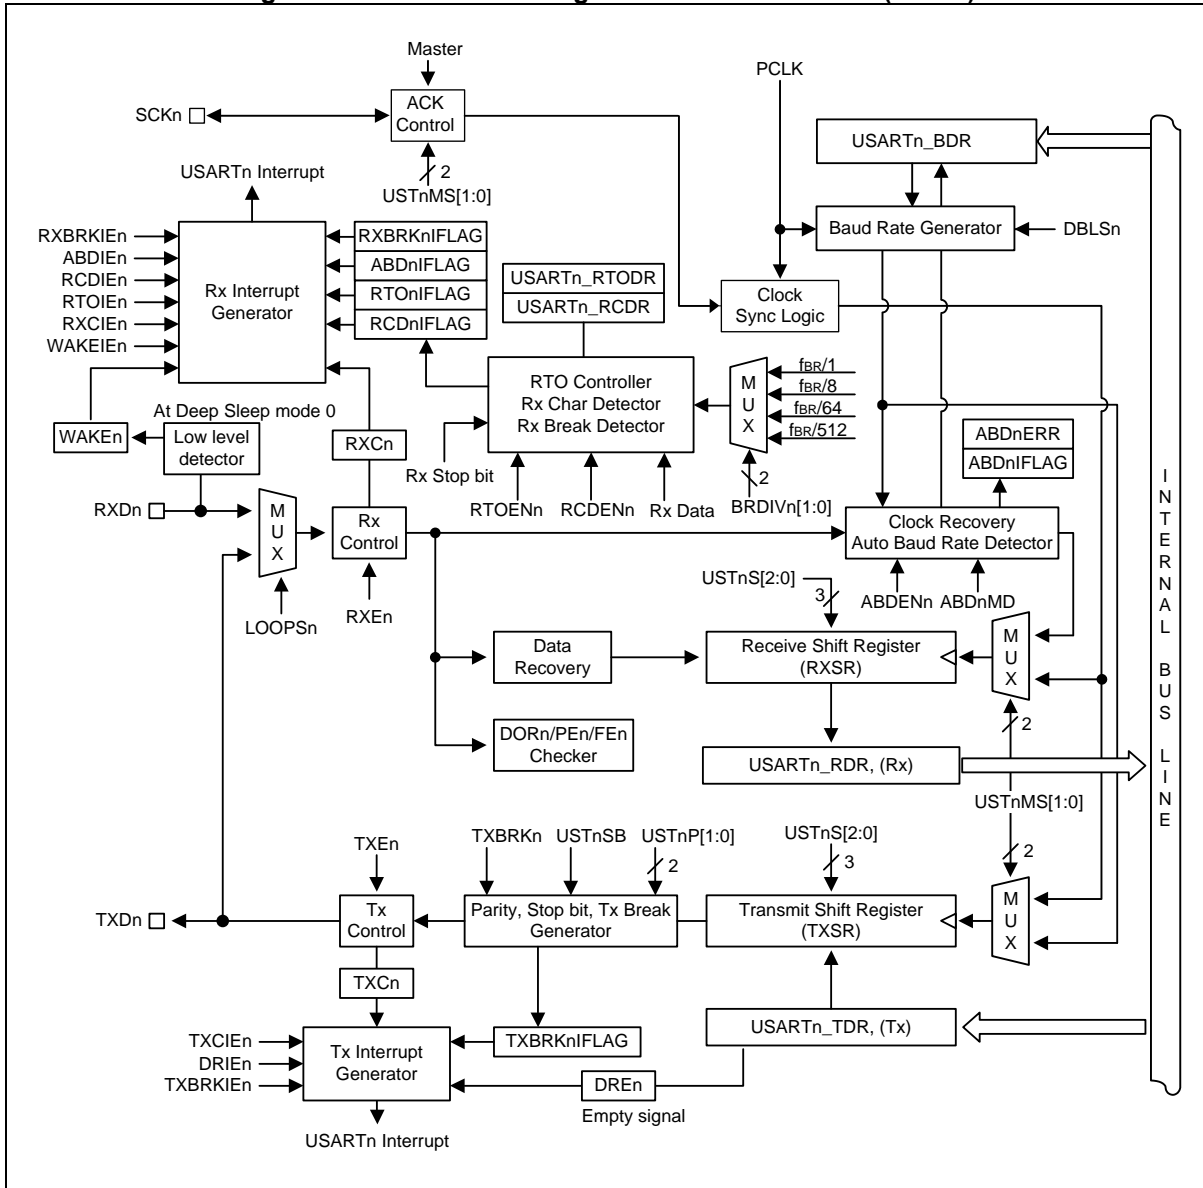 Master
PCLK
SCKn
ACK
Control
USARTn_BDR
2
USTnMS[1:0]
USARTn Interrupt
Baud Rate Generator
DBLSn
RXBRKIEn
ABDIEn
RCDIEn
RTOIEn
RXCIEn
WAKEIEn
Rx Interrupt
Generator
RXBRKnIFLAG
ABDnIFLAG
RTOnIFLAG
RCDnIFLAG
USARTn_RTODR
USARTn_RCDR
Clock
Sync Logic
RTO Controller
Rx Char Detector
Rx Break Detector
MUX
fBR/1
fBR/8
fBR/64
fBR/512
2
BRDIVn[1:0]
At Deep Sleep mode 0
WAKEn
Low level
detector
RXCn
Rx Stop bit
RTOENn
RCDENn
Rx Data
ABDnERR
ABDnIFLAG
RXDn
MUX
LOOPSn
Rx
Control
RXEn
Clock Recovery
Auto Baud Rate Detector
ABDENn
ABDnMD
USTnS[2:0]
3
Data
Recovery
Receive Shift Register
(RXSR)
MUX
2
DORn/PEn/FEn
Checker
USARTn_RDR, (Rx)
USTnMS[1:0]
2
INTERNAL BUS LINE
TXEn
TXBRKn
USTnSB
USTnP[1:0]
2
USTnS[2:0]
3
TXDn
Tx
Control
Parity, Stop bit, Tx Break
Generator
Transmit Shift Register
(TXSR)
MUX
TXCn
TXCIEn
DRIEn
TXBRKIEn
Tx Interrupt
Generator
TXBRKnIFLAG
USARTn_TDR, (Tx)
DREn
Empty signal
USARTn Interrupt